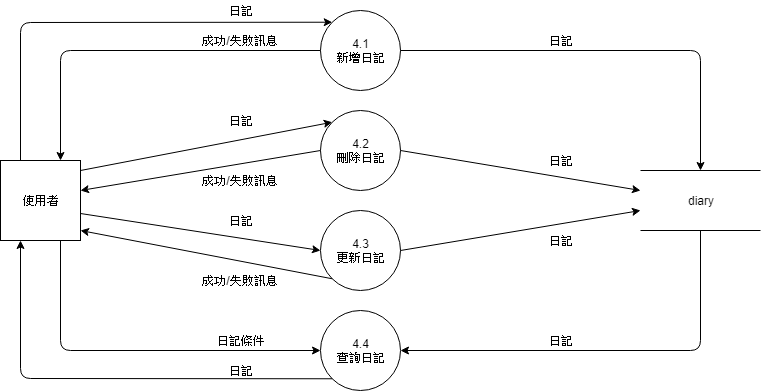 日記
成功/失敗訊息
4.1
新增日記
日記
日記
4.2
刪除日記
日記
成功/失敗訊息
使用者
diary
日記
4.3
更新日記
日記
成功/失敗訊息
日記條件
4.4
查詢日記
日記
日記